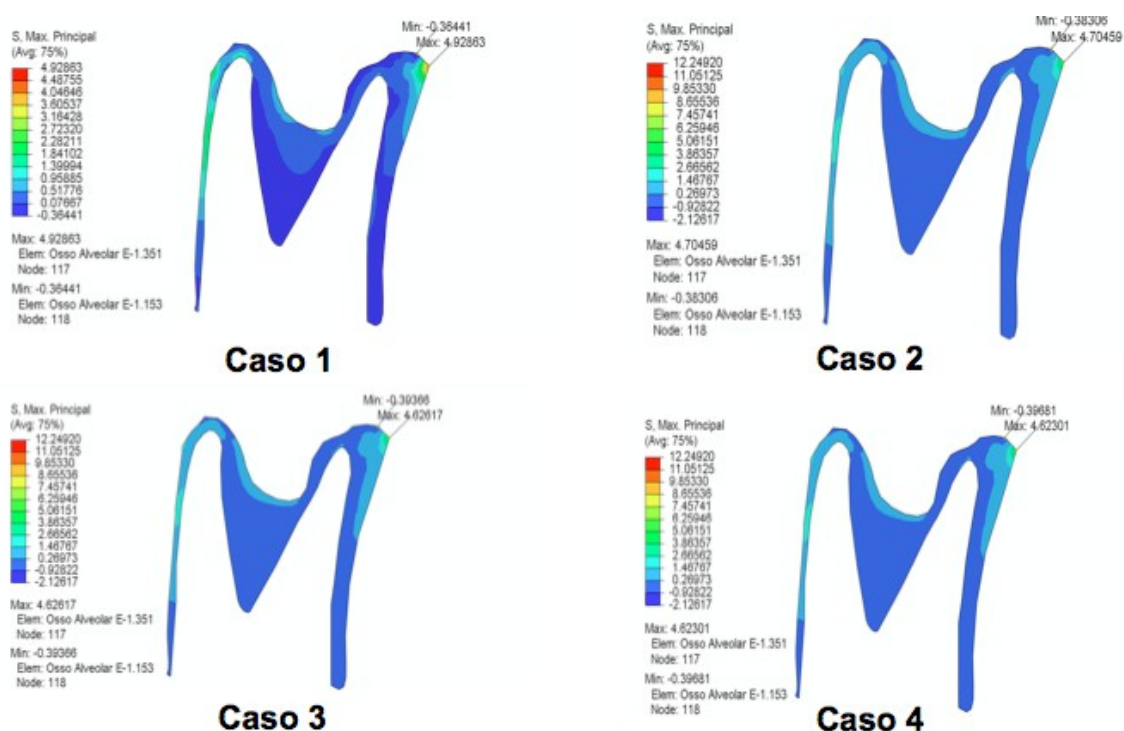 S, Max. Principal
(Avg: 75%)
4.92863
4.48755
4.04646
3.60537
3.16428
2.72320
2.28211
1.84102
1.39994
0.95885
0.51776
0.07667
-0.36441
Max: 4.92863
Elem: Osso Alveolar E-1.351
Node: 117
Min: -0.36441
Elem: Osso Alveolar E-1.153
Node: 118
Min: -0.36441
Max: 4.92863
Caso 1
S, Max. Principal
(Avg: 75%)
12.24920
11.05125
9.85330
8.65536
7.45741
6.25946
5.06151
3.86357
2.66562
1.46767
0.26973
-0.92822
-2.12617
Max: 4.70459
Elem: Osso Alveolar E-1.351
Node: 117
Min: -0.38306
Elem: Osso Alveolar E-1.153
Node: 118
Min: -0.38306
Max: 4.70459
Caso 2
S, Max. Principal
(Avg: 75%)
12.24920
11.05125
9.85330
8.65536
7.45741
6.25946
5.06151
3.86357
2.66562
1.46767
0.26973
-0.92822
-2.12617
Max: 4.62617
Elem: Osso Alveolar E-1.351
Node: 117
Min: -0.39366
Elem: Osso Alveolar E-1.153
Node: 118
Min: -0.39366
Max: 4.62617
Caso 3
S, Max. Principal
(Avg: 75%)
12.24920
11.05125
9.85330
8.65536
7.45741
6.25946
5.06151
3.86357
2.66562
1.46767
0.26973
-0.92822
-2.12617
Max: 4.62301
Elem: Osso Alveolar E-1.351
Node: 117
Min: -0.39681
Elem: Osso Alveolar E-1.153
Node: 118
Min: -0.39681
Max: 4.62301
Caso 4